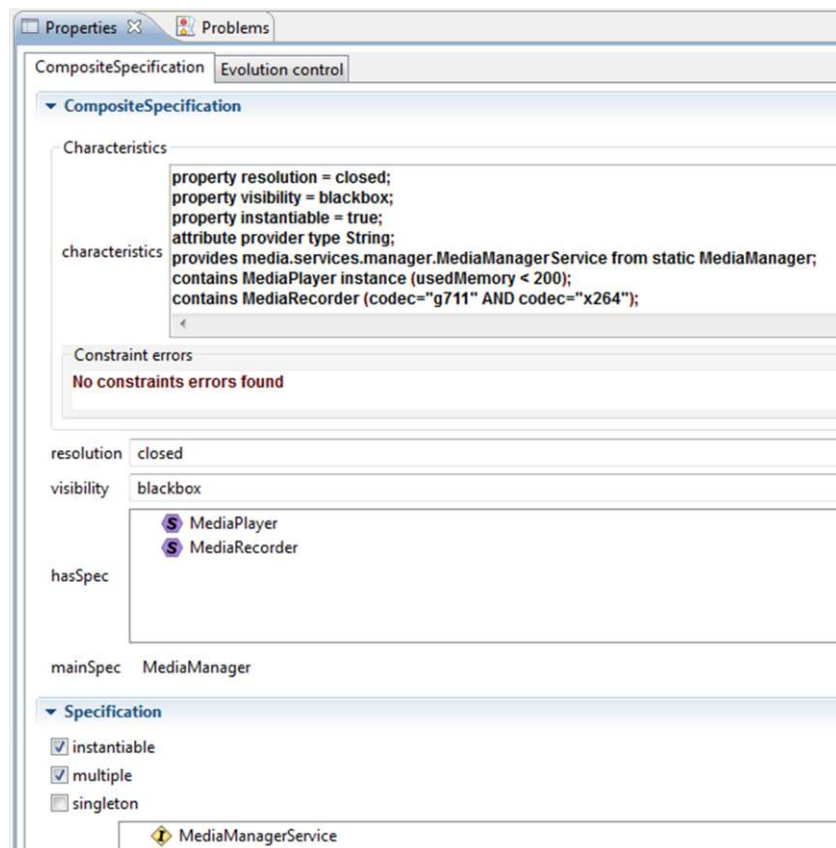 Properties Problems
CompositeSpecification Evolution control
CompositeSpecification
Characteristics
characteristics
property resolution = closed;
property visibility = blackbox;
property instantiable = true;
attribute provider type String;
provides media.services.manager.MediaManagerService from static MediaManager;
contains MediaPlayer instance (usedMemory < 200);
contains MediaRecorder (codec="g711" AND codec="x264");
Constraint errors
No constraints errors found
resolution closed
visibility blackbox
hasSpec
S MediaPlayer
S MediaRecorder
mainSpec MediaManager
Specification
instantiable
multiple
singleton
I MediaManagerService